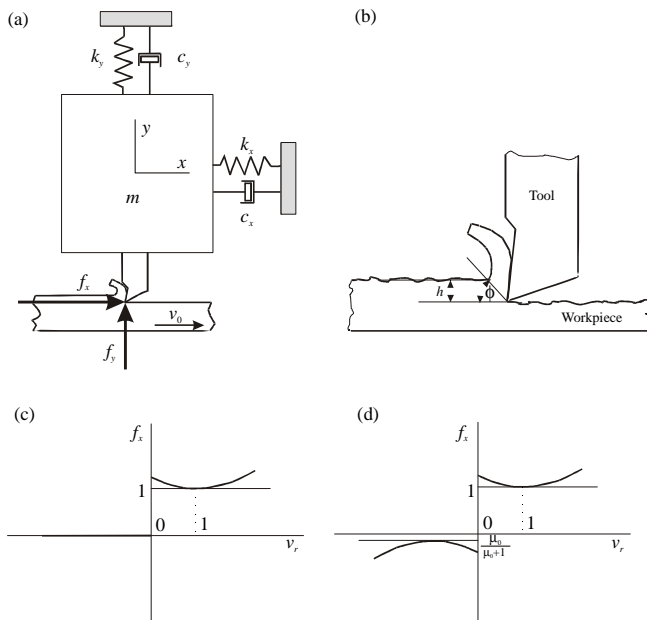 (a)
k_y
c_y
y
x
m
k_x
c_x
f_x
v_0
f_y
(b)
Tool
h
ϕ
Workpiece
(c)
f_x
1
0
1
v_r
(d)
f_x
1
0
1
μ_0
μ_0+1
v_r